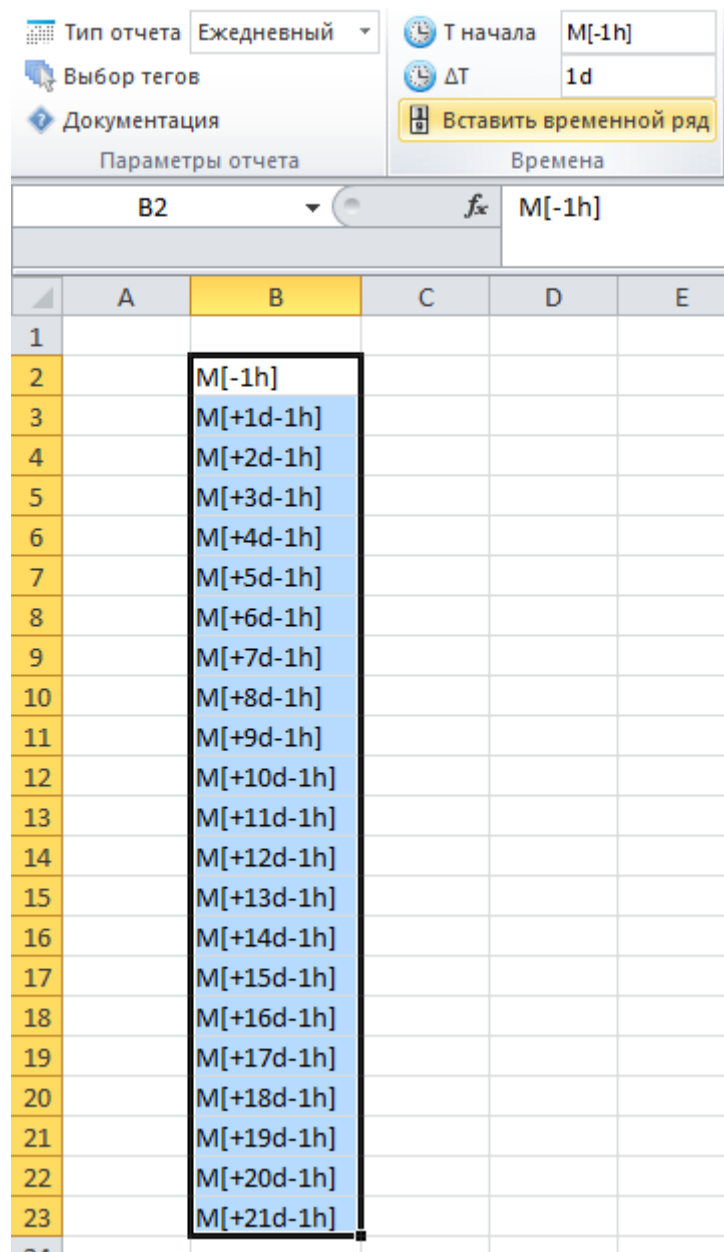 Тип отчета Ежедневный T начала M[-1h]
Выбор тегов ΔT 1d
Документация Вставить временной ряд
Параметры отчета Времена
B2 fx M[-1h]
A B C D E
1
2 M[-1h]
3 M[+1d-1h]
4 M[+2d-1h]
5 M[+3d-1h]
6 M[+4d-1h]
7 M[+5d-1h]
8 M[+6d-1h]
9 M[+7d-1h]
10 M[+8d-1h]
11 M[+9d-1h]
12 M[+10d-1h]
13 M[+11d-1h]
14 M[+12d-1h]
15 M[+13d-1h]
16 M[+14d-1h]
17 M[+15d-1h]
18 M[+16d-1h]
19 M[+17d-1h]
20 M[+18d-1h]
21 M[+19d-1h]
22 M[+20d-1h]
23 M[+21d-1h]